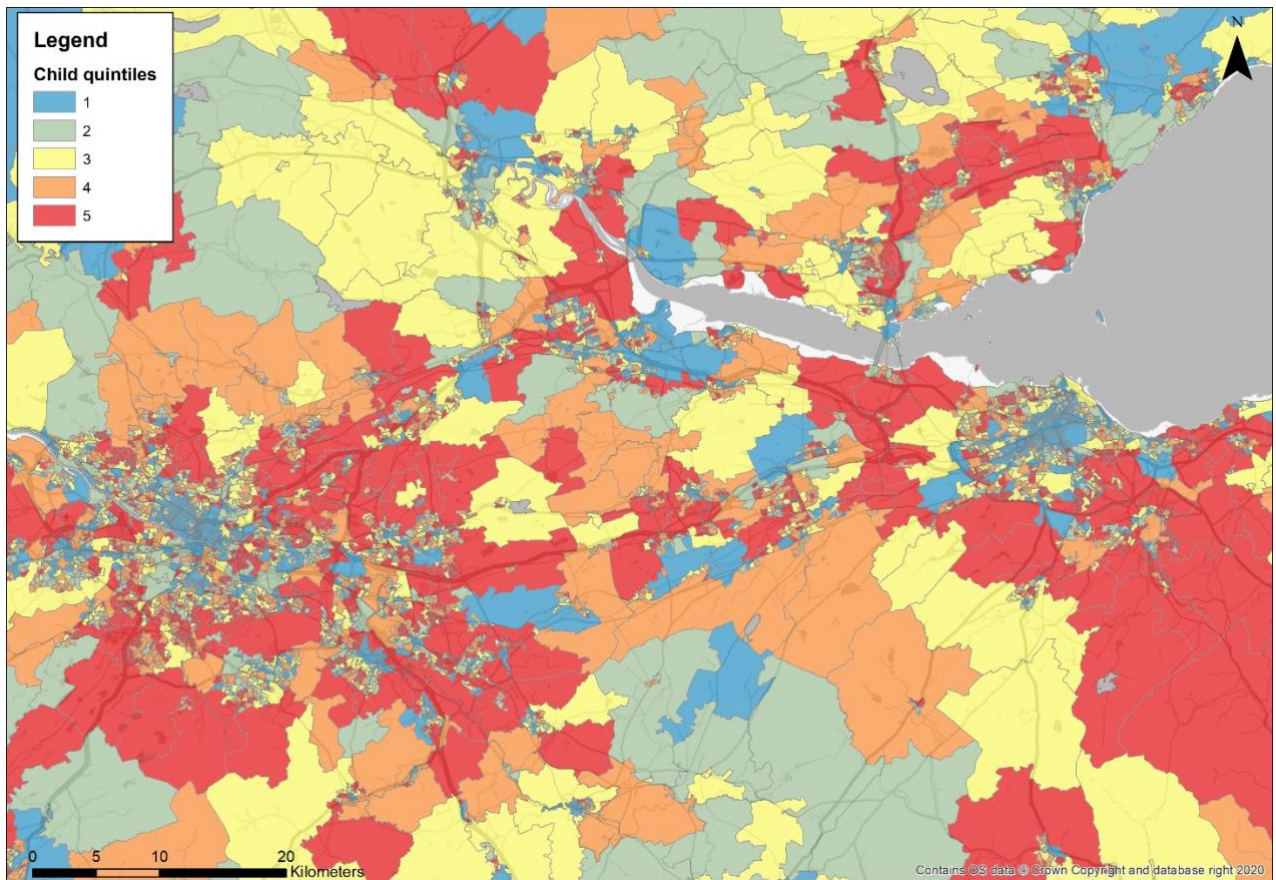 Legend
Child quintiles
1
2
3
4
5
N
0 5 10 20
Kilometers
Contains OS data © Crown Copyright and database right 2020